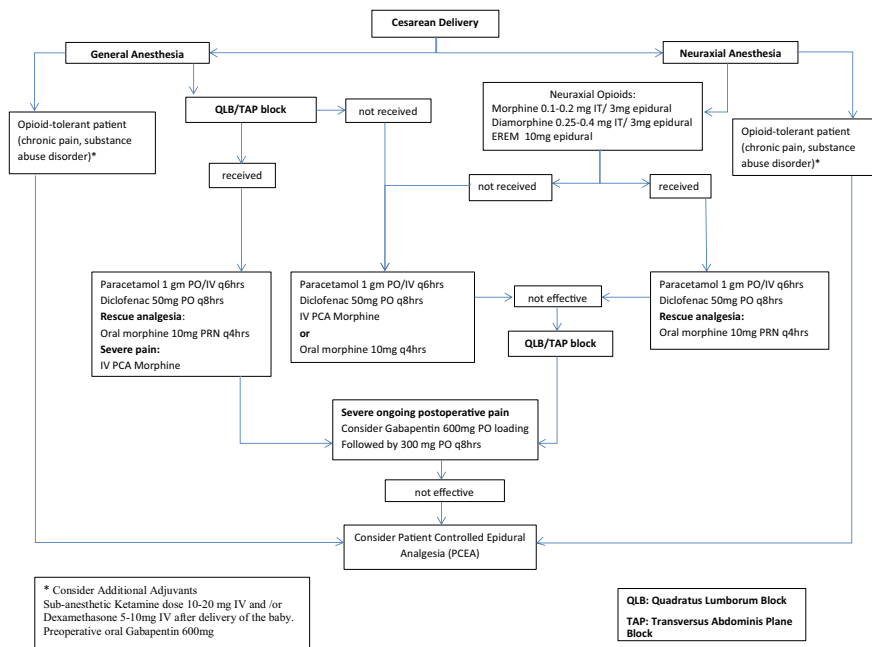 Cesarean Delivery
General Anesthesia
Neuraxial Anesthesia
QLB/TAP block
not received
Neuraxial Opioids:
Morphine 0.1-0.2 mg IT/ 3mg epidural
Diamorphine 0.25-0.4 mg IT/ 3mg epidural
EREM 10mg epidural
Opioid-tolerant patient
(chronic pain, substance
abuse disorder)*
Opioid-tolerant patient
(chronic pain, substance
abuse disorder)*
received
not received
received
Paracetamol 1 gm PO/IV q6hrs
Diclofenac 50mg PO q8hrs
Rescue analgesia:
Oral morphine 10mg PRN q4hrs
Severe pain:
IV PCA Morphine
Paracetamol 1 gm PO/IV q6hrs
Diclofenac 50mg PO q8hrs
IV PCA Morphine
or
Oral morphine 10mg q4hrs
not effective
QLB/TAP block
Paracetamol 1 gm PO/IV q6hrs
Diclofenac 50mg PO q8hrs
Rescue analgesia:
Oral morphine 10mg PRN q4hrs
Severe ongoing postoperative pain
Consider Gabapentin 600mg PO loading
Followed by 300 mg PO q8hrs
not effective
Consider Patient Controlled Epidural
Analgesia (PCEA)
* Consider Additional Adjuvants
Sub-anesthetic Ketamine dose 10-20 mg IV and /or
Dexamethasone 5-10mg IV after delivery of the baby.
Preoperative oral Gabapentin 600mg
QLB: Quadratus Lumborum Block
TAP: Transversus Abdominis Plane
Block